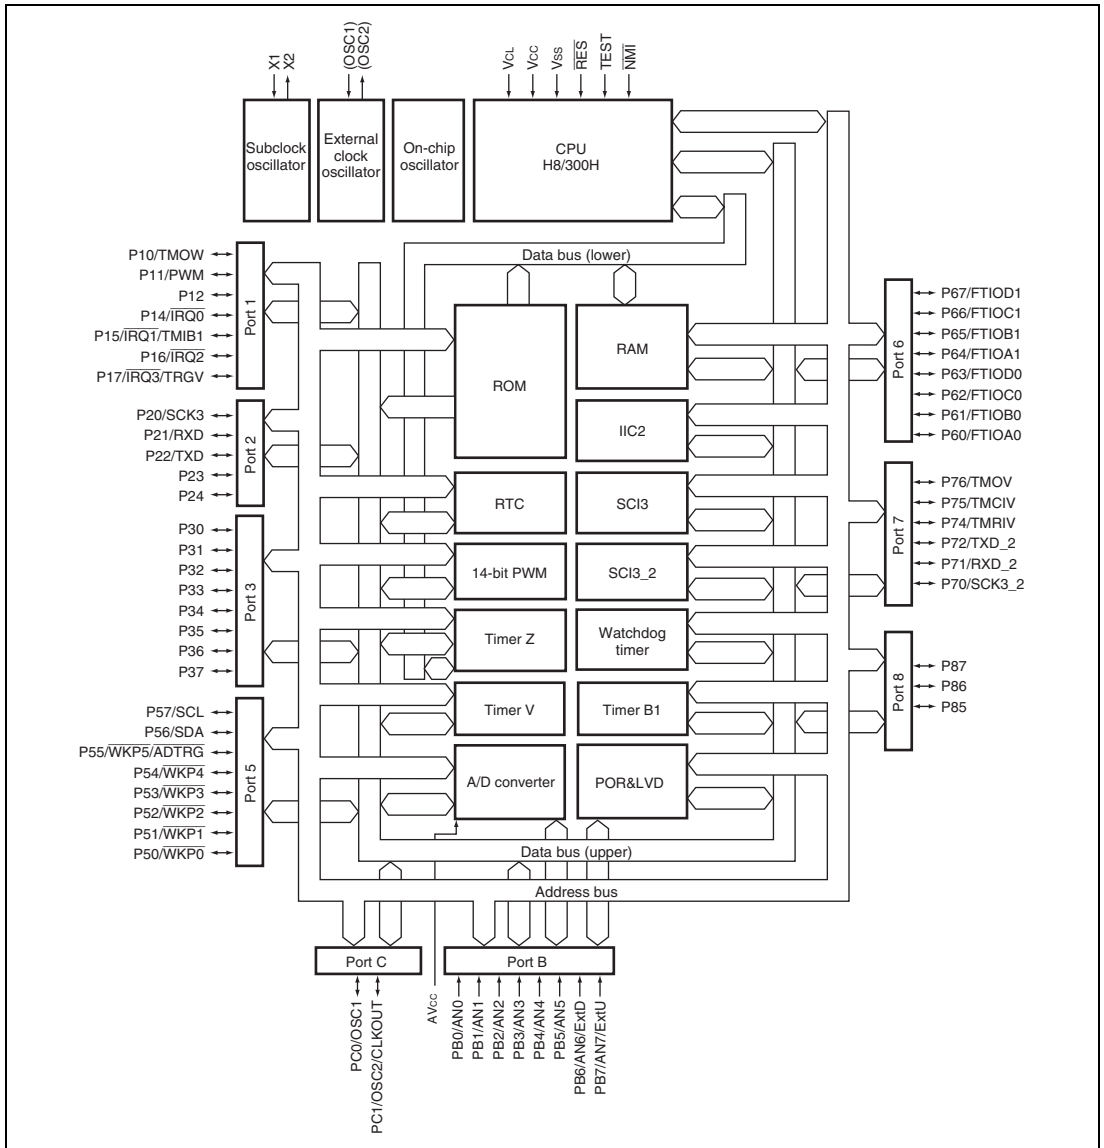 X1
X2
(OSC1)
(OSC2)
VCL
VCC
VSS
RES
TEST
NMI
Subclock
oscillator
External
clock
oscillator
On-chip
oscillator
CPU
H8/300H
Data bus (lower)
P10/TMOW
P11/PWM
P12
P14/IRQ0
P15/IRQ1/TMIB1
P16/IRQ2
P17/IRQ3/TRGV
Port 1
P20/SCK3
P21/RXD
P22/TXD
P23
P24
Port 2
P30
P31
P32
P33
P34
P35
P36
P37
Port 3
P57/SCL
P56/SDA
P55/WKP5/ADTRG
P54/WKP4
P53/WKP3
P52/WKP2
P51/WKP1
P50/WKP0
Port 5
ROM
RAM
IIC2
RTC
SCI3
14-bit PWM
SCI3_2
Timer Z
Watchdog
timer
Timer V
Timer B1
A/D converter
POR&LVD
Port 6
P67/FTIOD1
P66/FTIOC1
P65/FTIOB1
P64/FTIOA1
P63/FTIOD0
P62/FTIOC0
P61/FTIOB0
P60/FTIOA0
Port 7
P76/TMOV
P75/TMCIV
P74/TMRIV
P72/TXD_2
P71/RXD_2
P70/SCK3_2
Port 8
P87
P86
P85
Data bus (upper)
Address bus
Port C
Port B
PC0/OSC1
PC1/OSC2/CLKOUT
AVCC
PB0/AN0
PB1/AN1
PB2/AN2
PB3/AN3
PB4/AN4
PB5/AN5
PB6/AN6/ExtD
PB7/AN7/ExtU